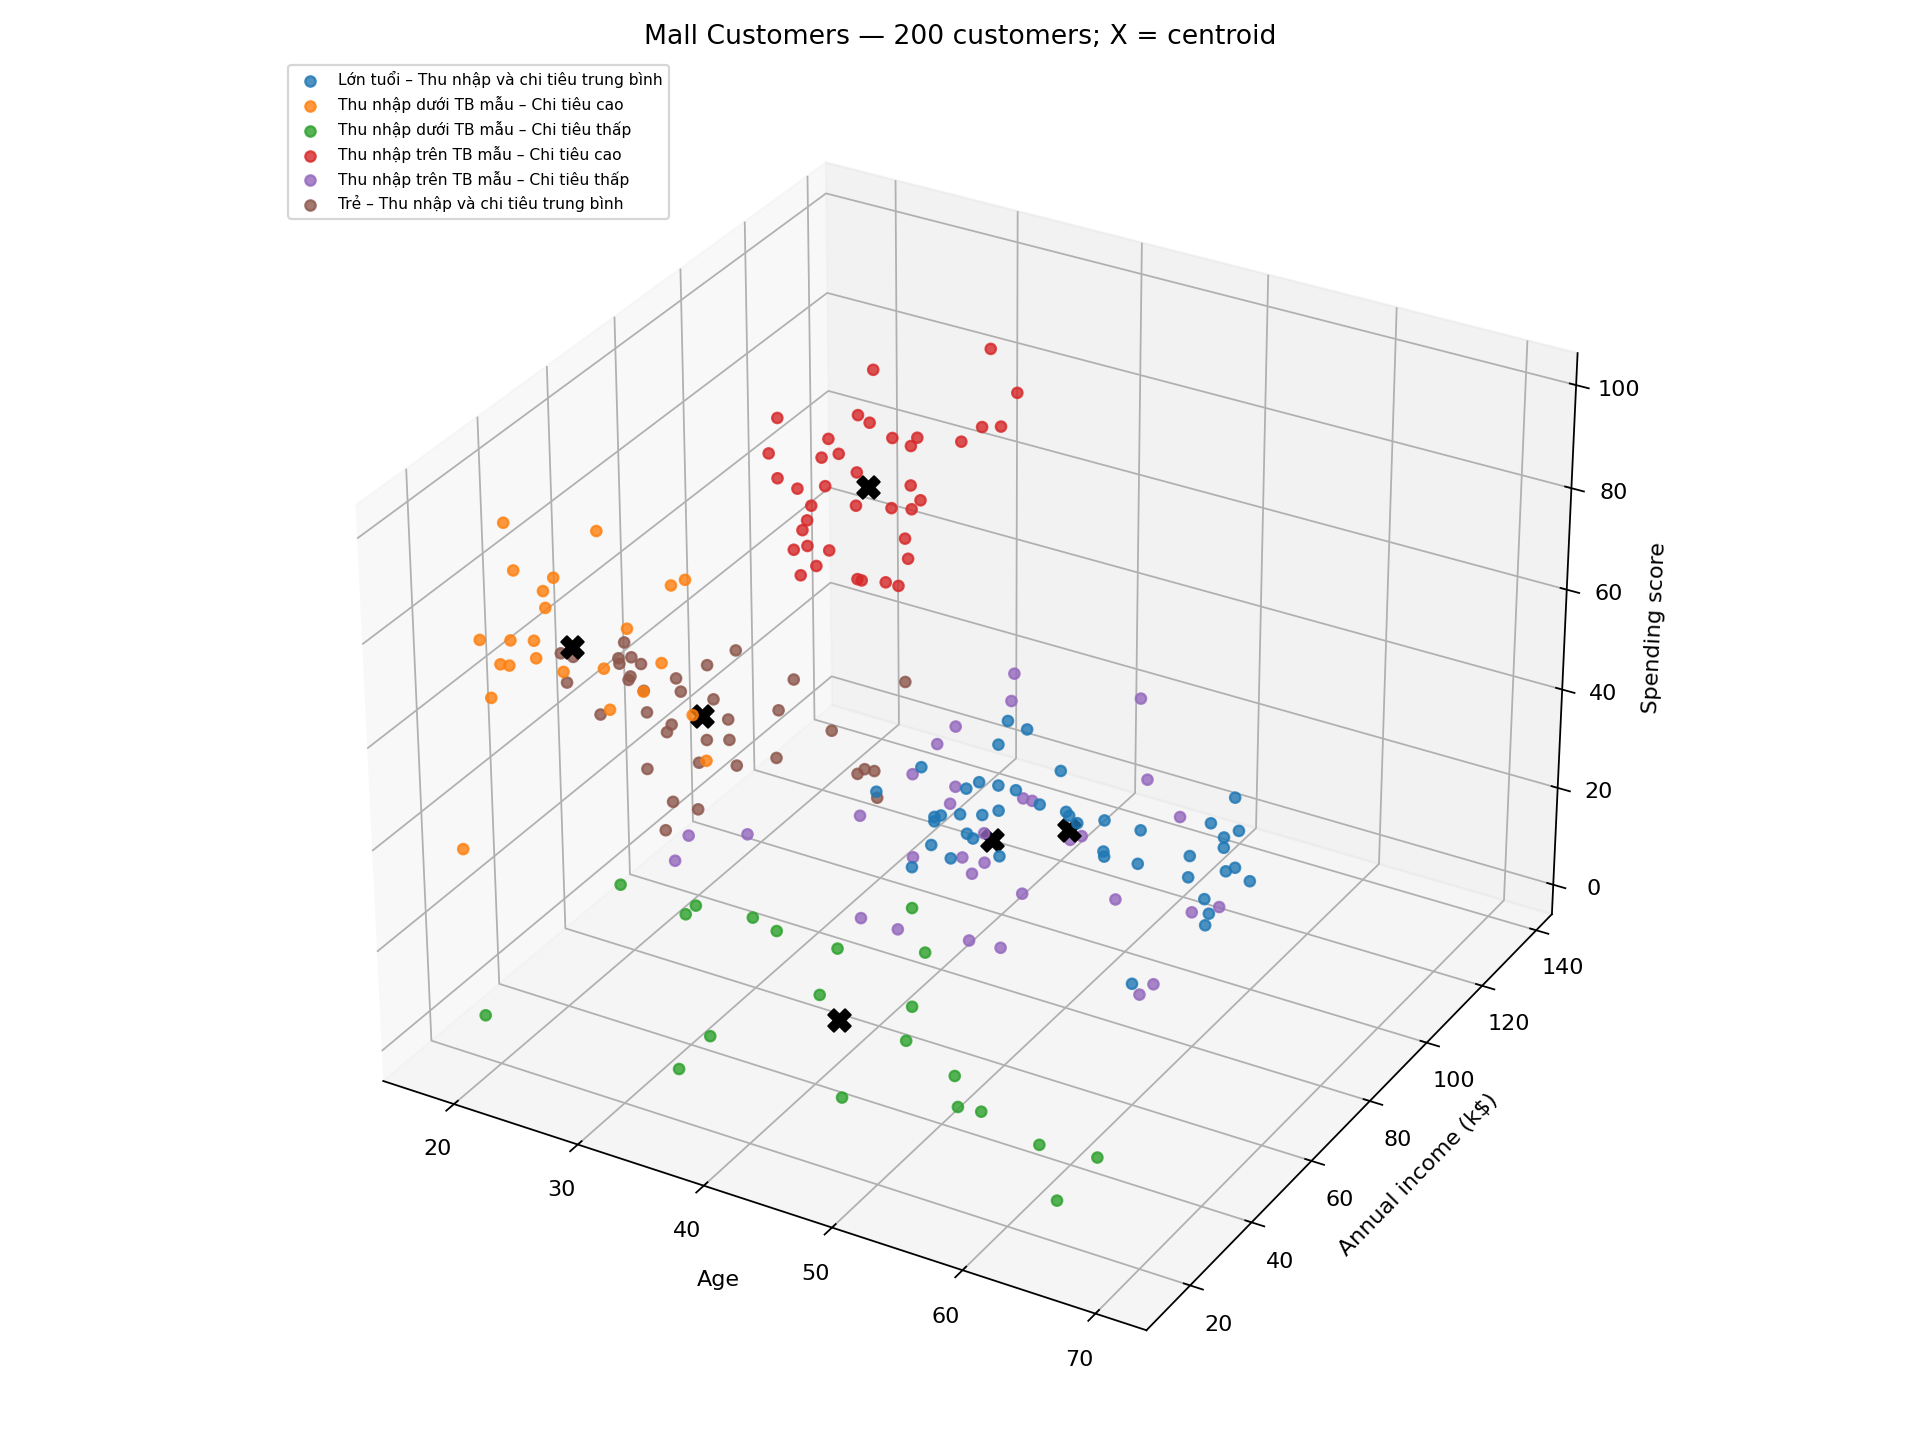 Mall Customers — 200 customers; X = centroid
Lớn tuổi – Thu nhập và chi tiêu trung bình
Thu nhập dưới TB mẫu – Chi tiêu cao
Thu nhập dưới TB mẫu – Chi tiêu thấp
Thu nhập trên TB mẫu – Chi tiêu cao
Thu nhập trên TB mẫu – Chi tiêu thấp
Trẻ – Thu nhập và chi tiêu trung bình
100
80
60
40
20
0
Spending score
140
120
100
80
60
40
20
Annual income (k$)
20
30
40
50
60
70
Age